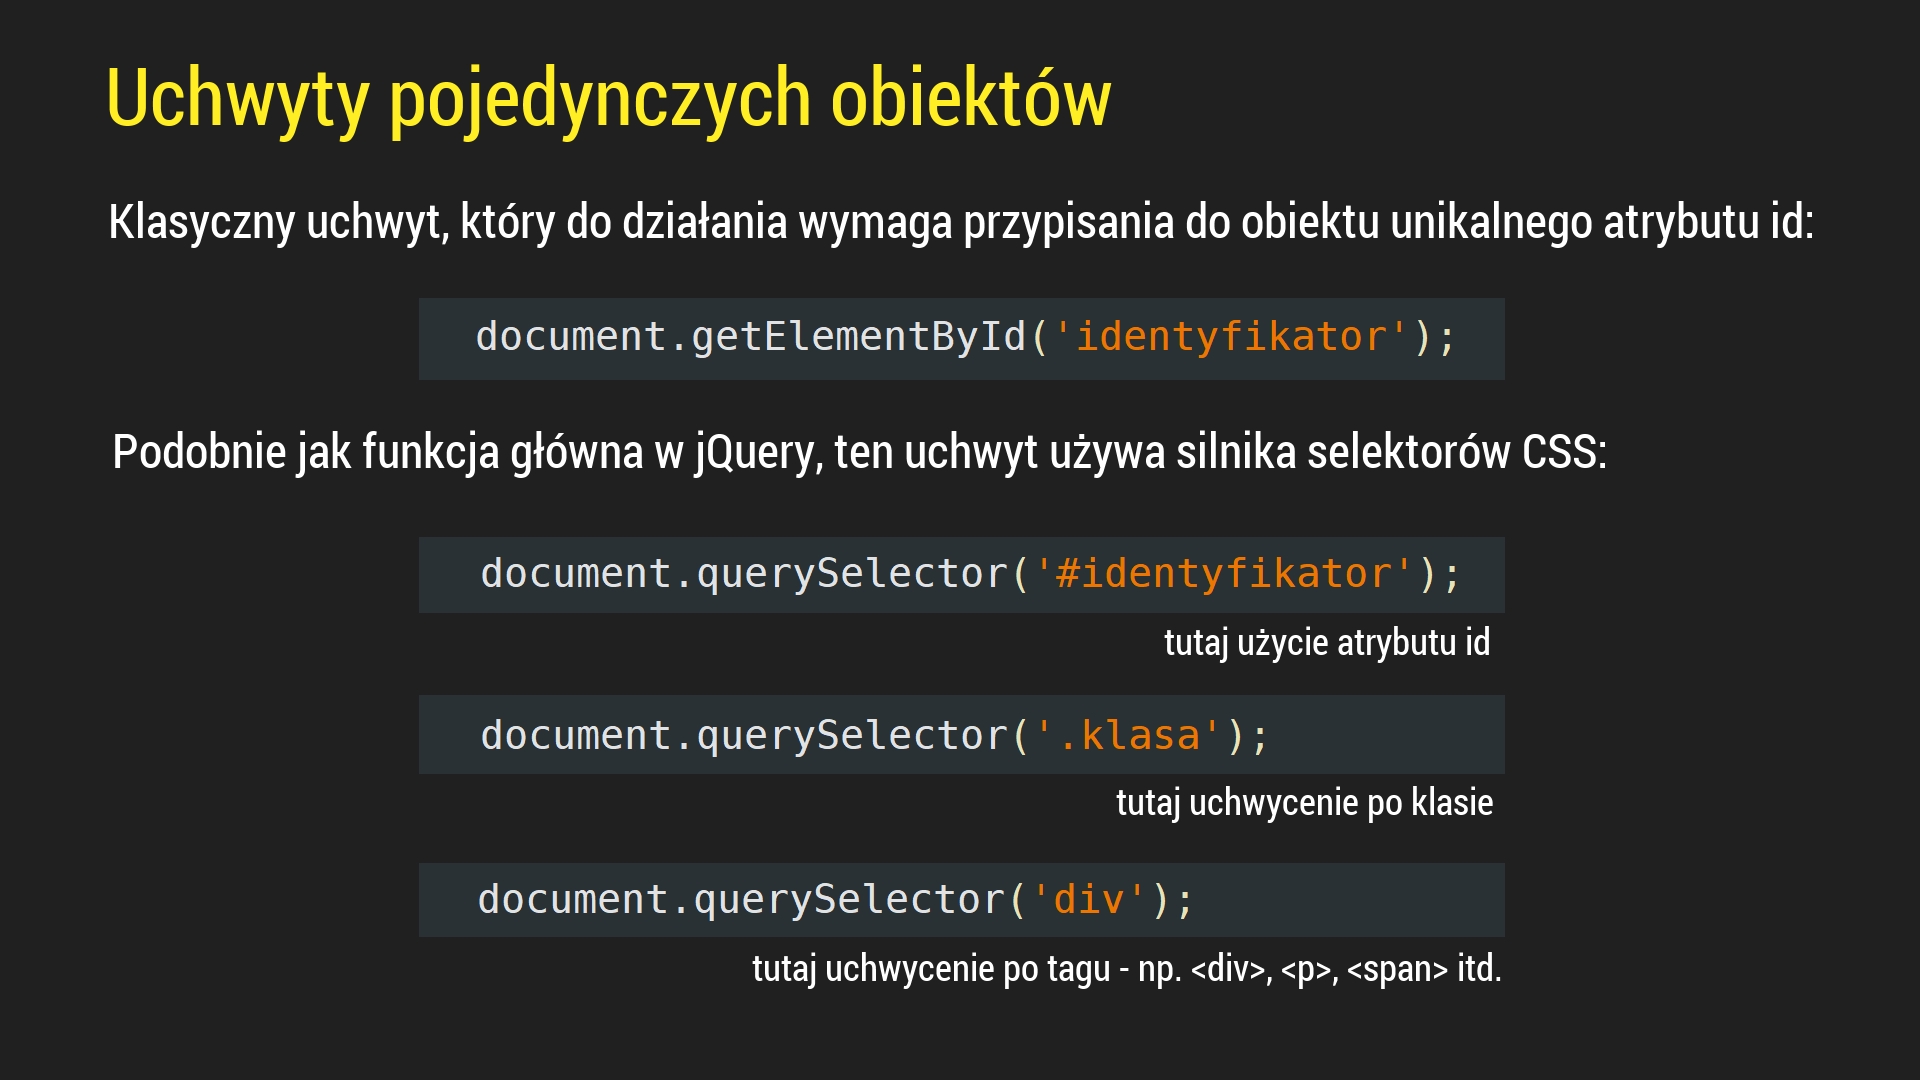 Uchwyty pojedynczych obiektów
Klasyczny uchwyt, który do działania wymaga przypisania do obiektu unikalnego atrybutu id:
document.getElementById('identyfikator');
Podobnie jak funkcja główna w jQuery, ten uchwyt używa silnika selektorów CSS:
document.querySelector('#identyfikator');
tutaj użycie atrybutu id
document.querySelector('.klasa');
tutaj uchwycenie po klasie
document.querySelector('div');
tutaj uchwycenie po tagu - np. <div>, <p>, <span> itd.